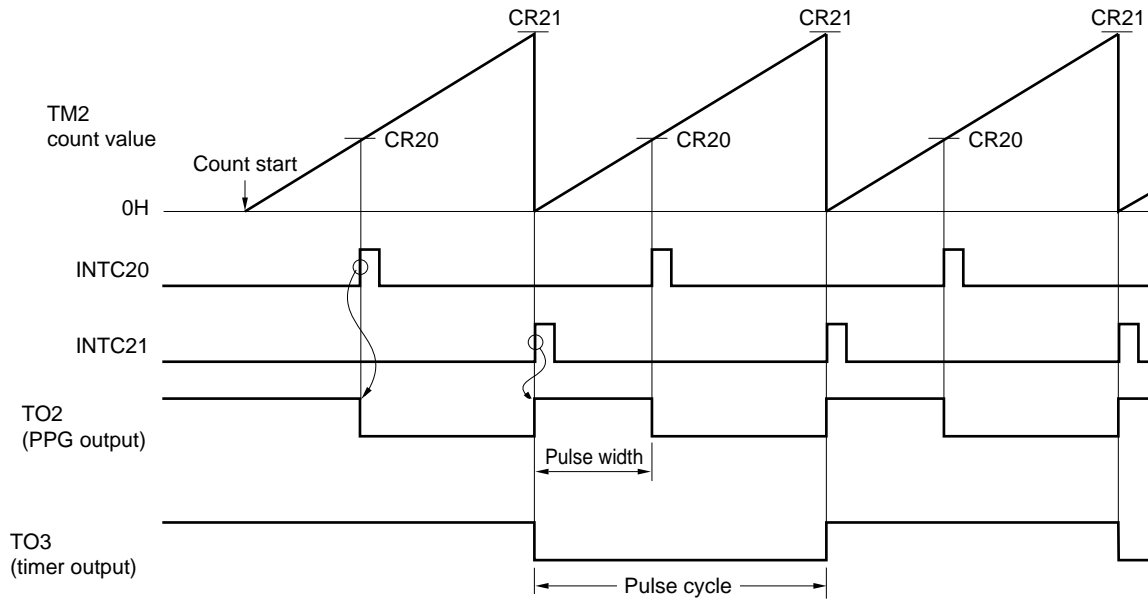 CR21 CR21 CR21
TM2
count value
CR20 CR20 CR20
Count start
0H
INTC20
INTC21
TO2
(PPG output)
Pulse width
TO3
(timer output)
Pulse cycle